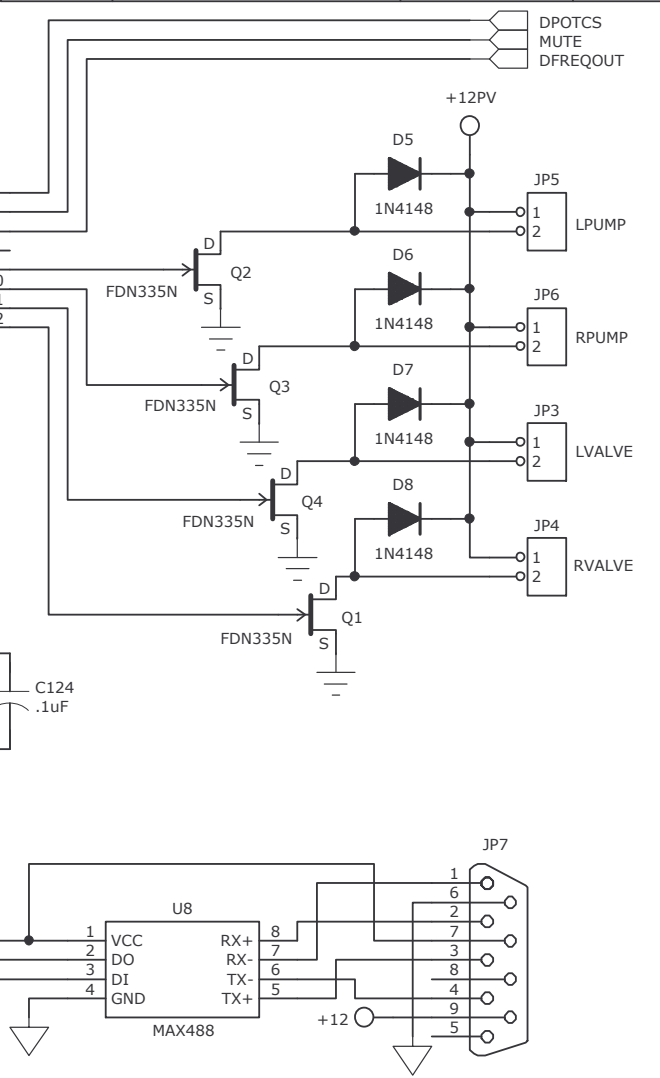 DPOTCS
MUTE
DFREQOUT
+12PV
D5
1N4148
JP5
1
2
LPUMP
D
Q2
S
FDN335N
0
1
2
D6
1N4148
JP6
1
2
RPUMP
D
Q3
S
FDN335N
D7
1N4148
JP3
1
2
LVALVE
D
Q4
S
FDN335N
D8
1N4148
JP4
1
2
RVALVE
D
Q1
S
FDN335N
C124
.1uF
U8
1 VCC RX+ 8
2 DO RX- 7
3 DI TX- 6
4 GND TX+ 5
MAX488
+12
JP7
1
6
2
7
3
8
4
9
5